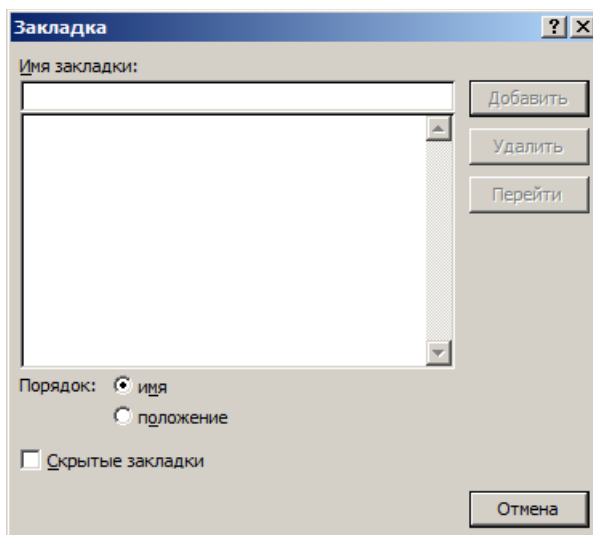 Закладка
Имя закладки:
Добавить
Удалить
Перейти
Порядок: имя
положение
Скрытые закладки
Отмена